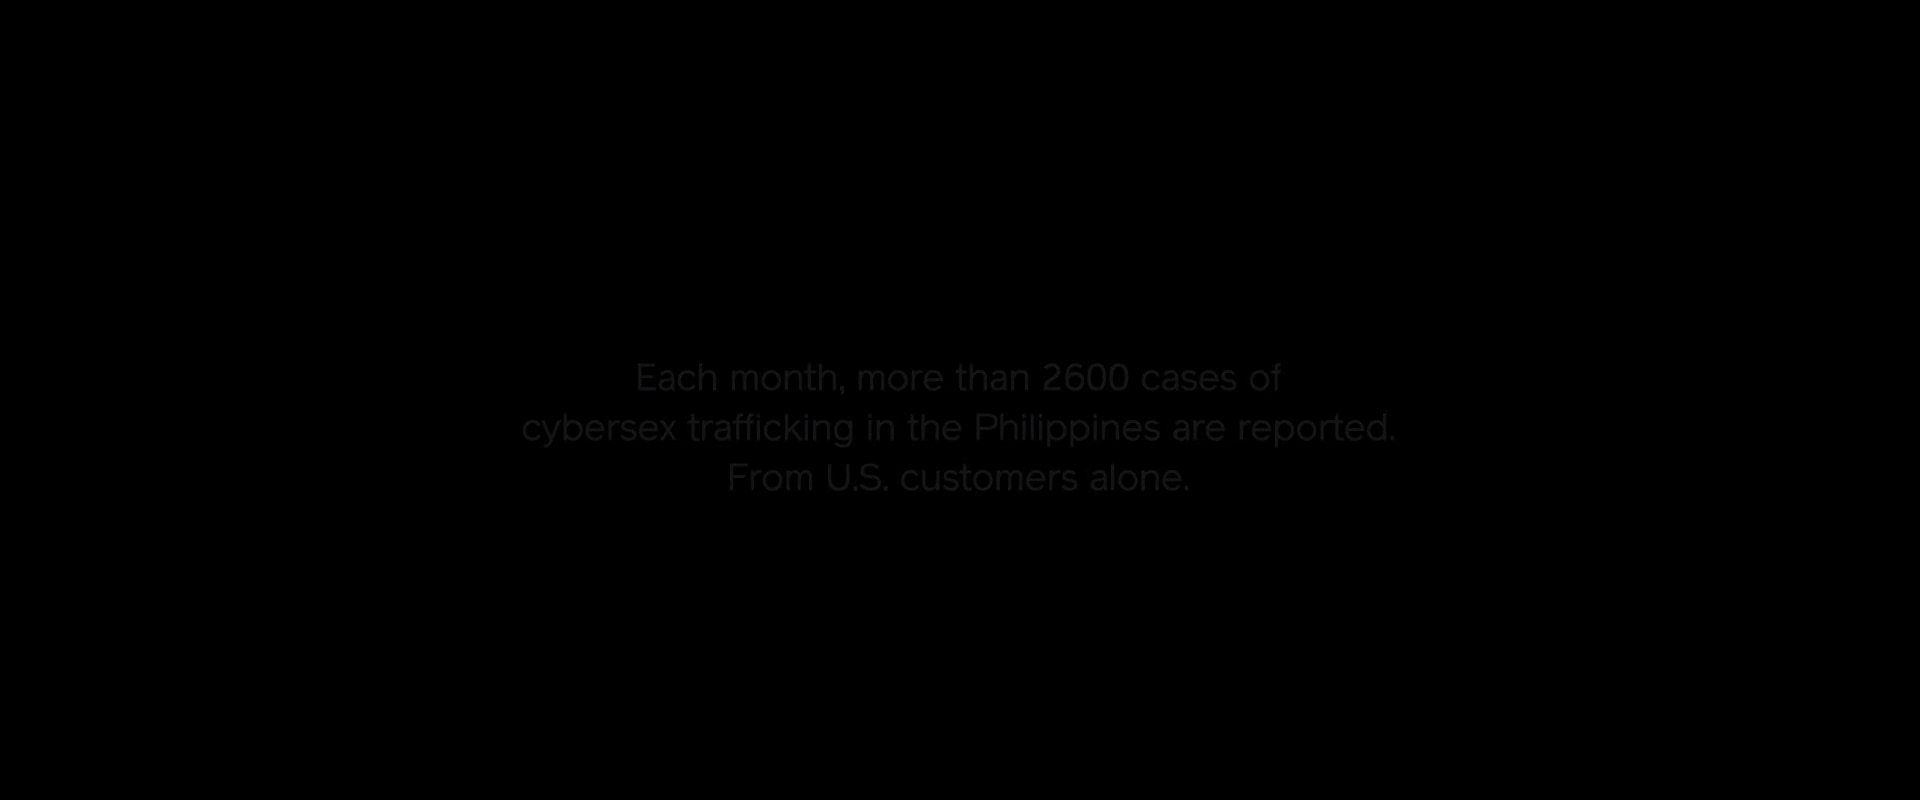 Each month, more than 2600 cases of
cybersex trafficking in the Philippines are reported.
From U.S. customers alone.